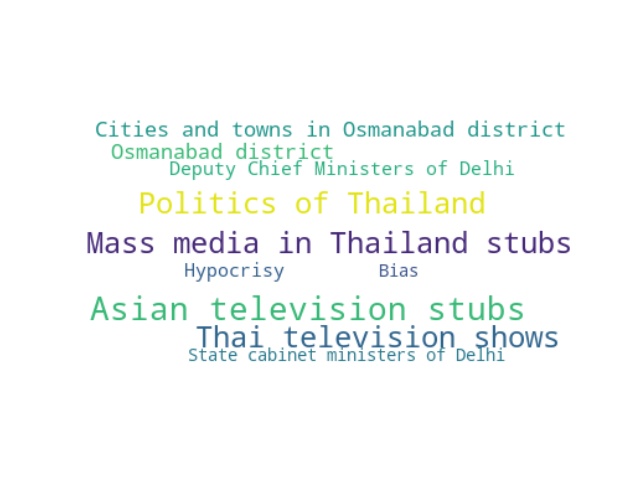 Cities and towns in Osmanabad district
Osmanabad district
Deputy Chief Ministers of Delhi
Politics of Thailand
Mass media in Thailand stubs
Hypocrisy Bias
Asian television stubs
Thai television shows
State cabinet ministers of Delhi